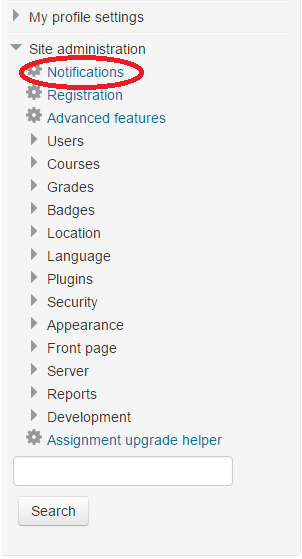 My profile settings
Site administration
Notifications
Registration
Advanced features
Users
Courses
Grades
Badges
Location
Language
Plugins
Security
Appearance
Front page
Server
Reports
Development
Assignment upgrade helper
Search